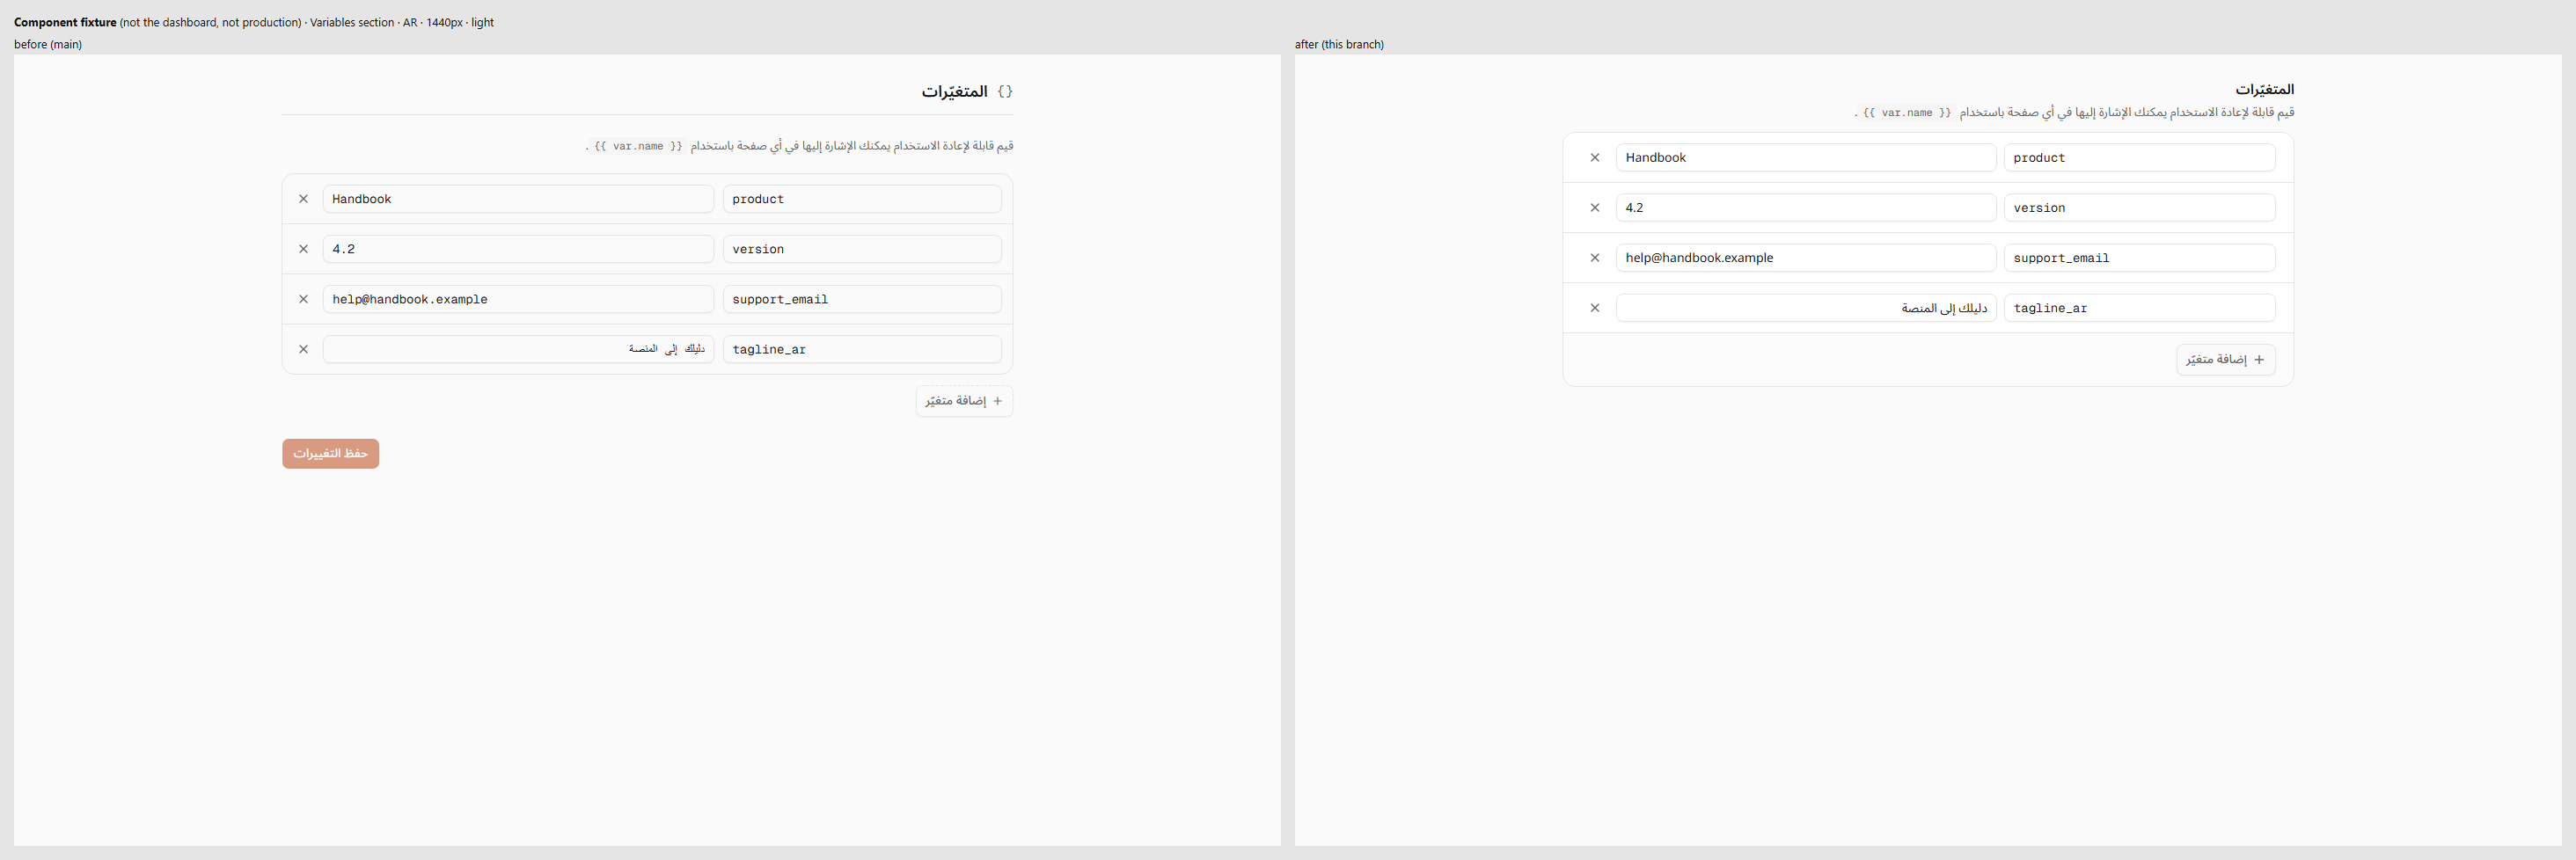 Component fixture (not the dashboard, not production) · Variables section · AR · 1440px · light
before (main)
{} المتغيّرات
قيم قابلة لإعادة الاستخدام يمكنك الإشارة إليها في أي صفحة باستخدام {{ var.name }} .
product Handbook
version 4.2
support_email help@handbook.example
tagline_ar دليلك إلى المنصة
+ إضافة متغيّر
حفظ التغييرات
after (this branch)
المتغيّرات
قيم قابلة لإعادة الاستخدام يمكنك الإشارة إليها في أي صفحة باستخدام {{ var.name }} .
product Handbook
version 4.2
support_email help@handbook.example
tagline_ar دليلك إلى المنصة
+ إضافة متغيّر